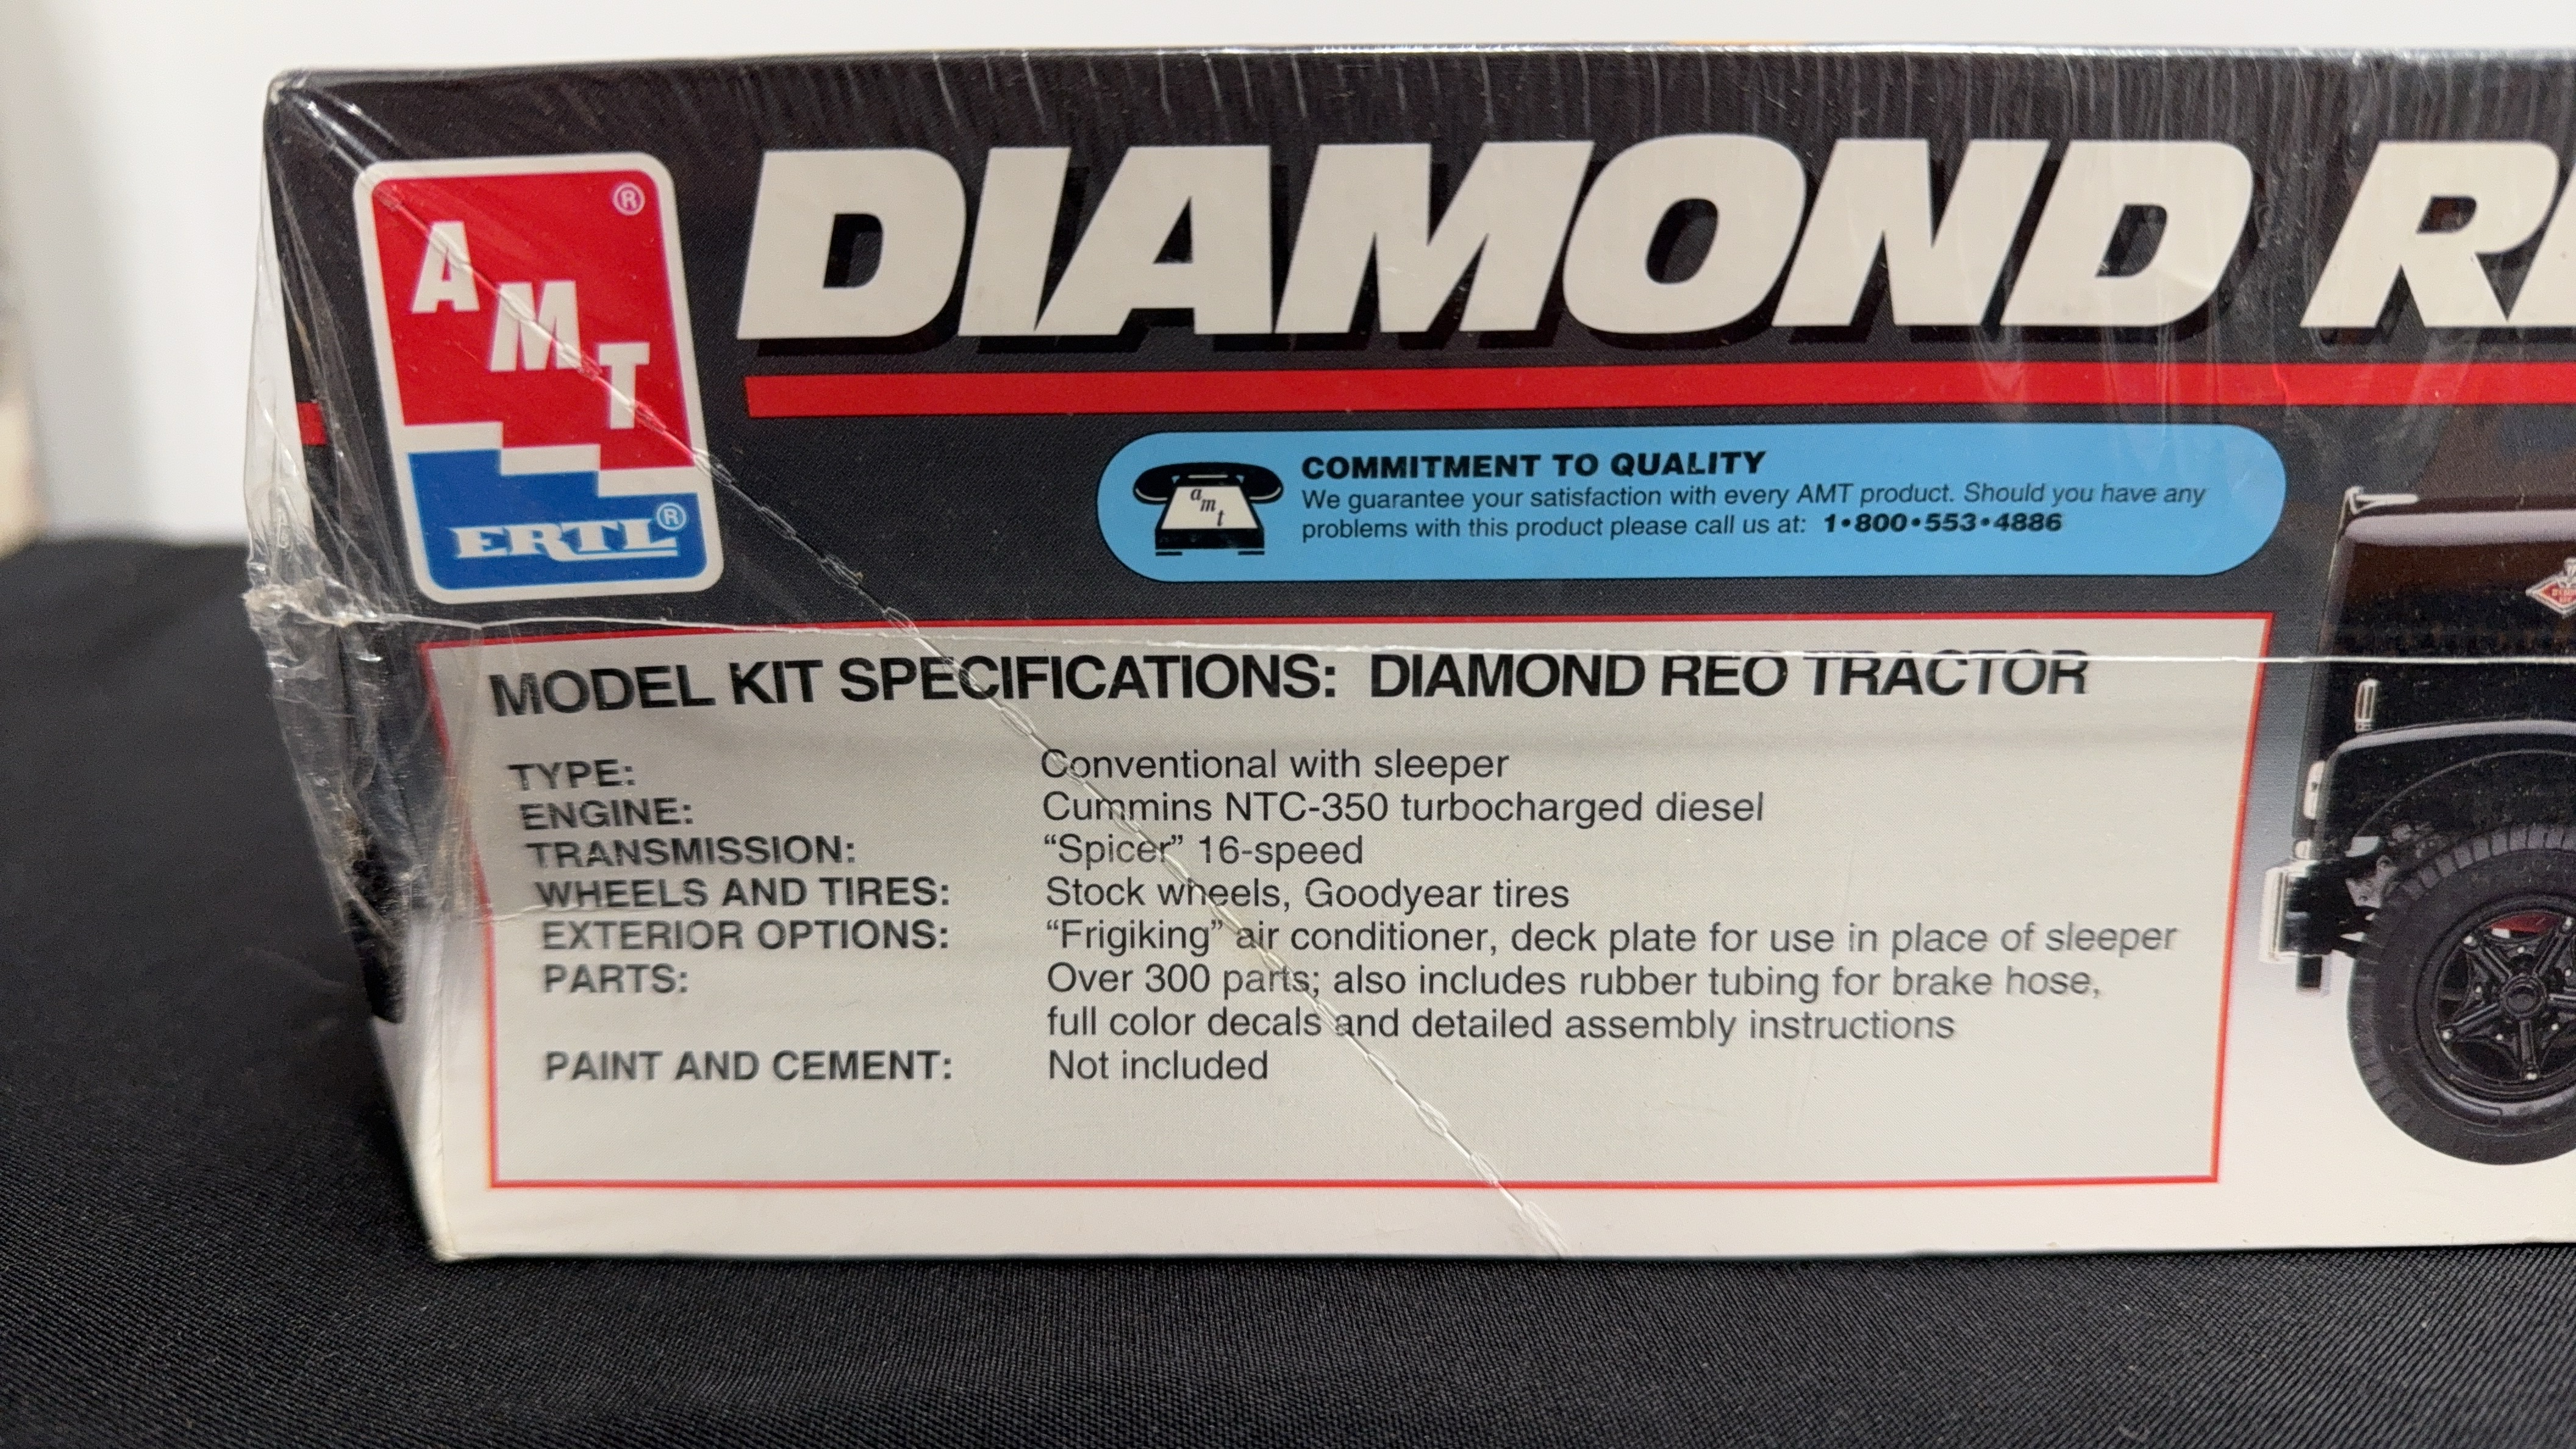 DIAMOND
AMT
®
ERTL®
COMMITMENT TO QUALITY
We guarantee your satisfaction with every AMT product. Should you have any
problems with this product please call us at: 1•800•553•4886
amt
MODEL KIT SPECIFICATIONS: DIAMOND REO TRACTOR
TYPE: Conventional with sleeper
ENGINE: Cummins NTC-350 turbocharged diesel
TRANSMISSION: “Spicer” 16-speed
WHEELS AND TIRES: Stock wheels, Goodyear tires
EXTERIOR OPTIONS: “Frigiking” air conditioner, deck plate for use in place of sleeper
PARTS: Over 300 parts; also includes rubber tubing for brake hose,
full color decals and detailed assembly instructions
PAINT AND CEMENT: Not included